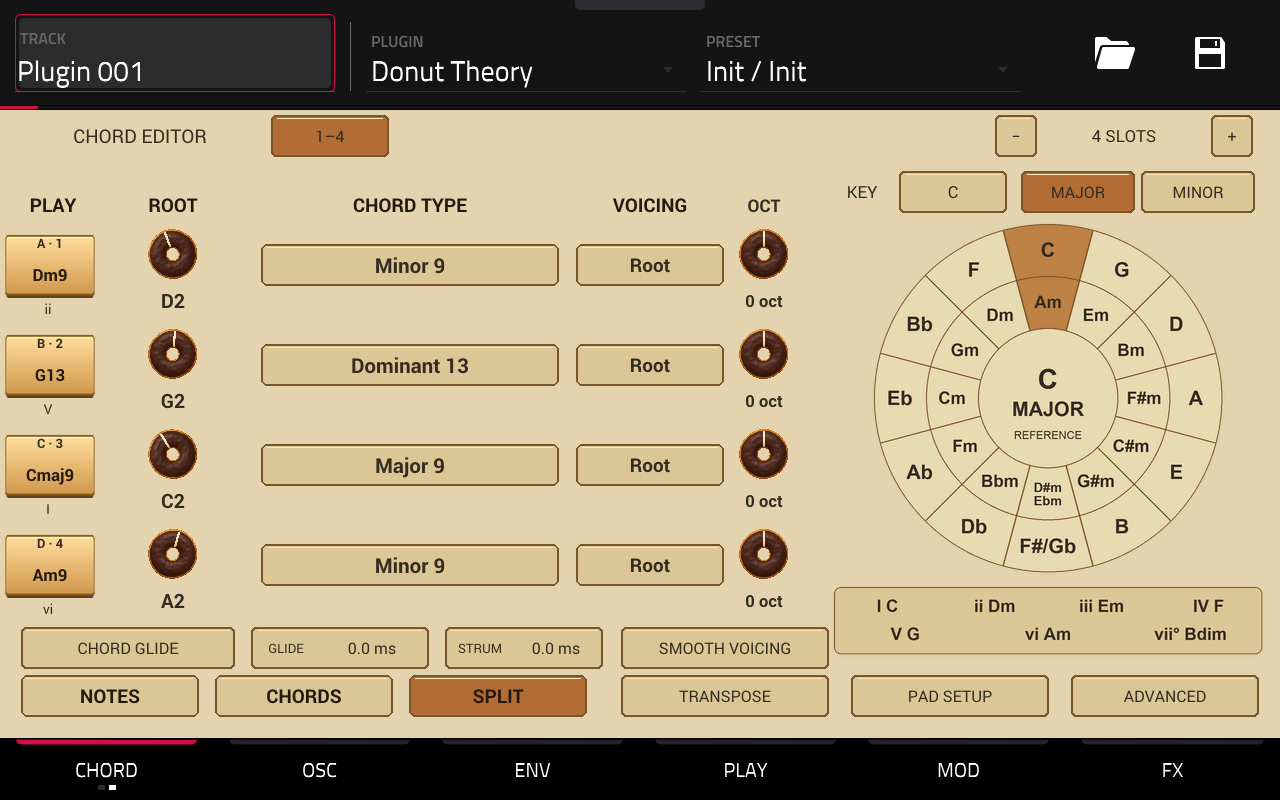 TRACK
Plugin 001
PLUGIN
Donut Theory
PRESET
Init / Init
CHORD EDITOR
1–4
−
4 SLOTS
+
KEY
C
MAJOR
MINOR
PLAY
ROOT
CHORD TYPE
VOICING
OCT
A · 1
Dm9
ii
D2
Minor 9
Root
0 oct
B · 2
G13
V
G2
Dominant 13
Root
0 oct
C · 3
Cmaj9
I
C2
Major 9
Root
0 oct
D · 4
Am9
vi
A2
Minor 9
Root
0 oct
C
G
D
A
E
B
F#/Gb
Db
Ab
Eb
Bb
F
Am
Em
Bm
F#m
C#m
G#m
D#m
Ebm
Bbm
Fm
Cm
Gm
Dm
C
MAJOR
REFERENCE
I C
ii Dm
iii Em
IV F
V G
vi Am
vii° Bdim
CHORD GLIDE
GLIDE 0.0 ms
STRUM 0.0 ms
SMOOTH VOICING
NOTES
CHORDS
SPLIT
TRANSPOSE
PAD SETUP
ADVANCED
CHORD
OSC
ENV
PLAY
MOD
FX